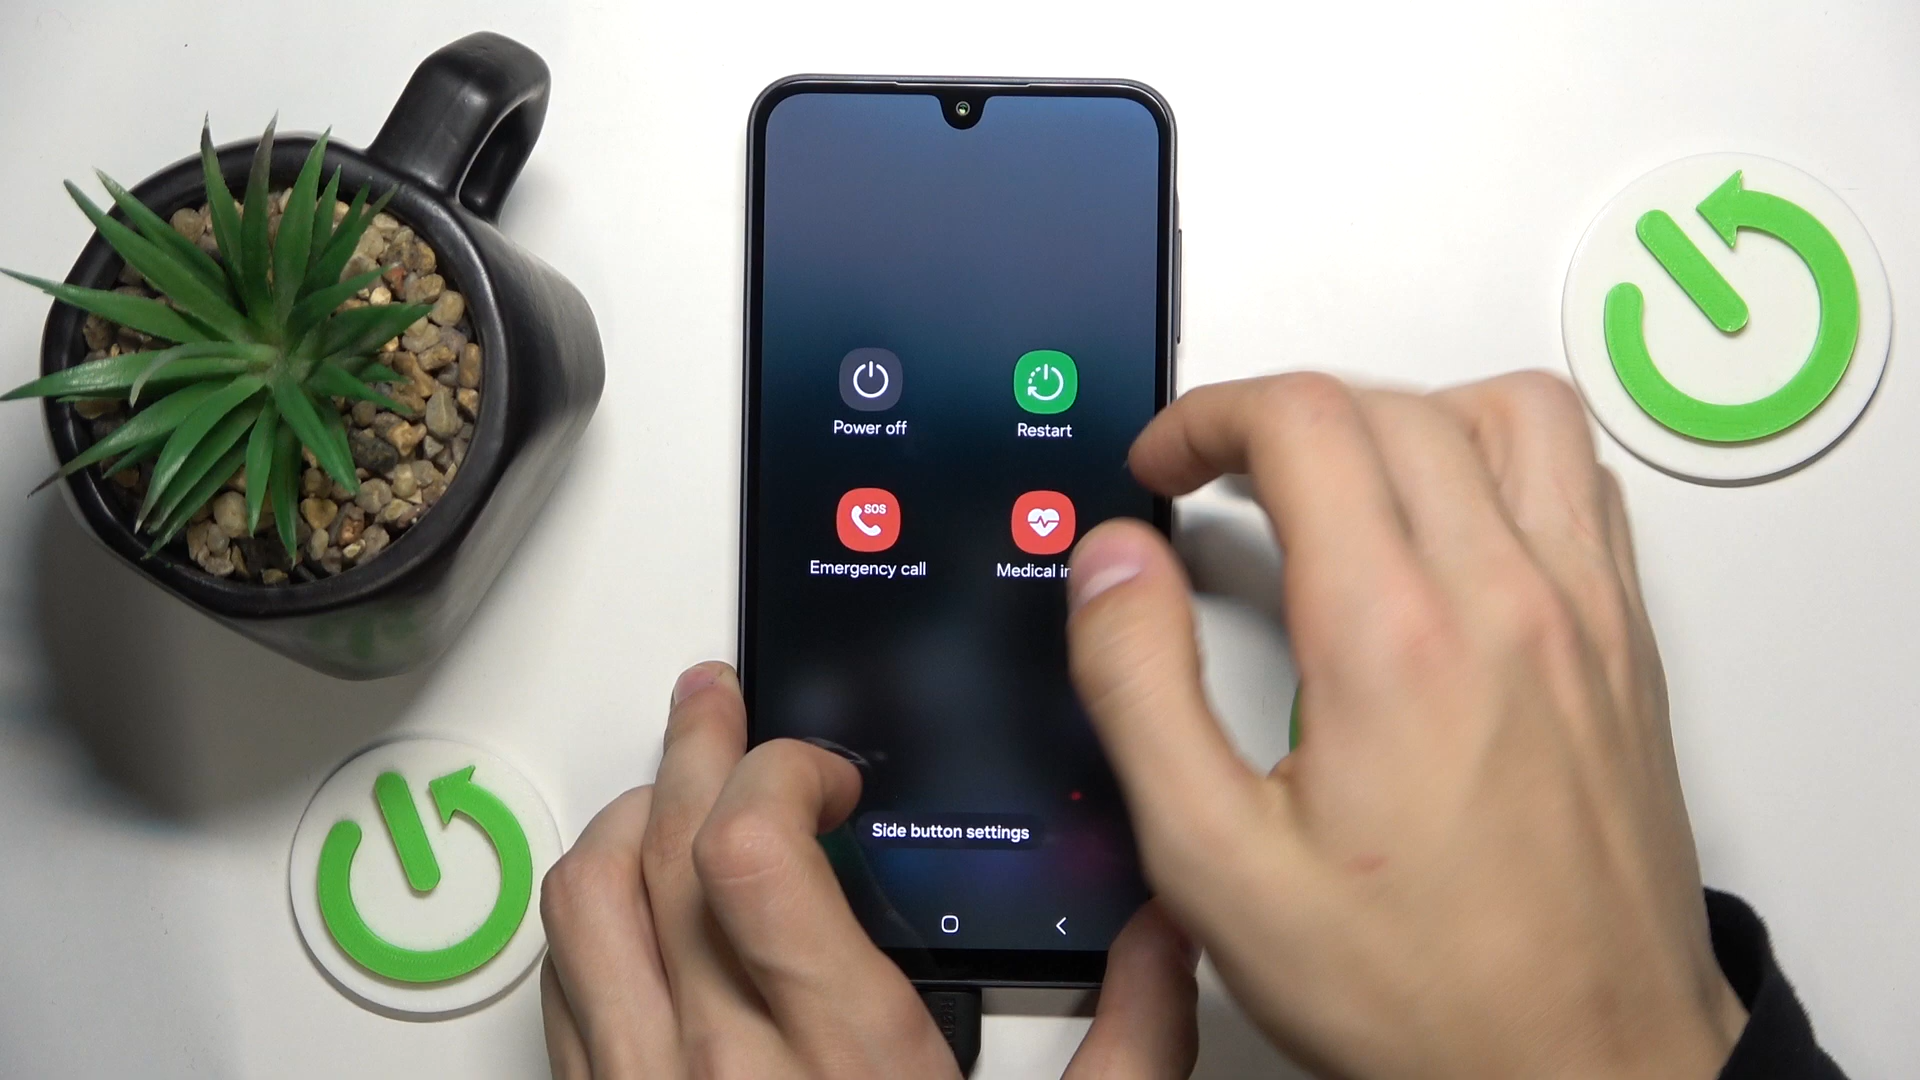 Power off
Restart
SOS
Emergency call
Medical
Side button settings